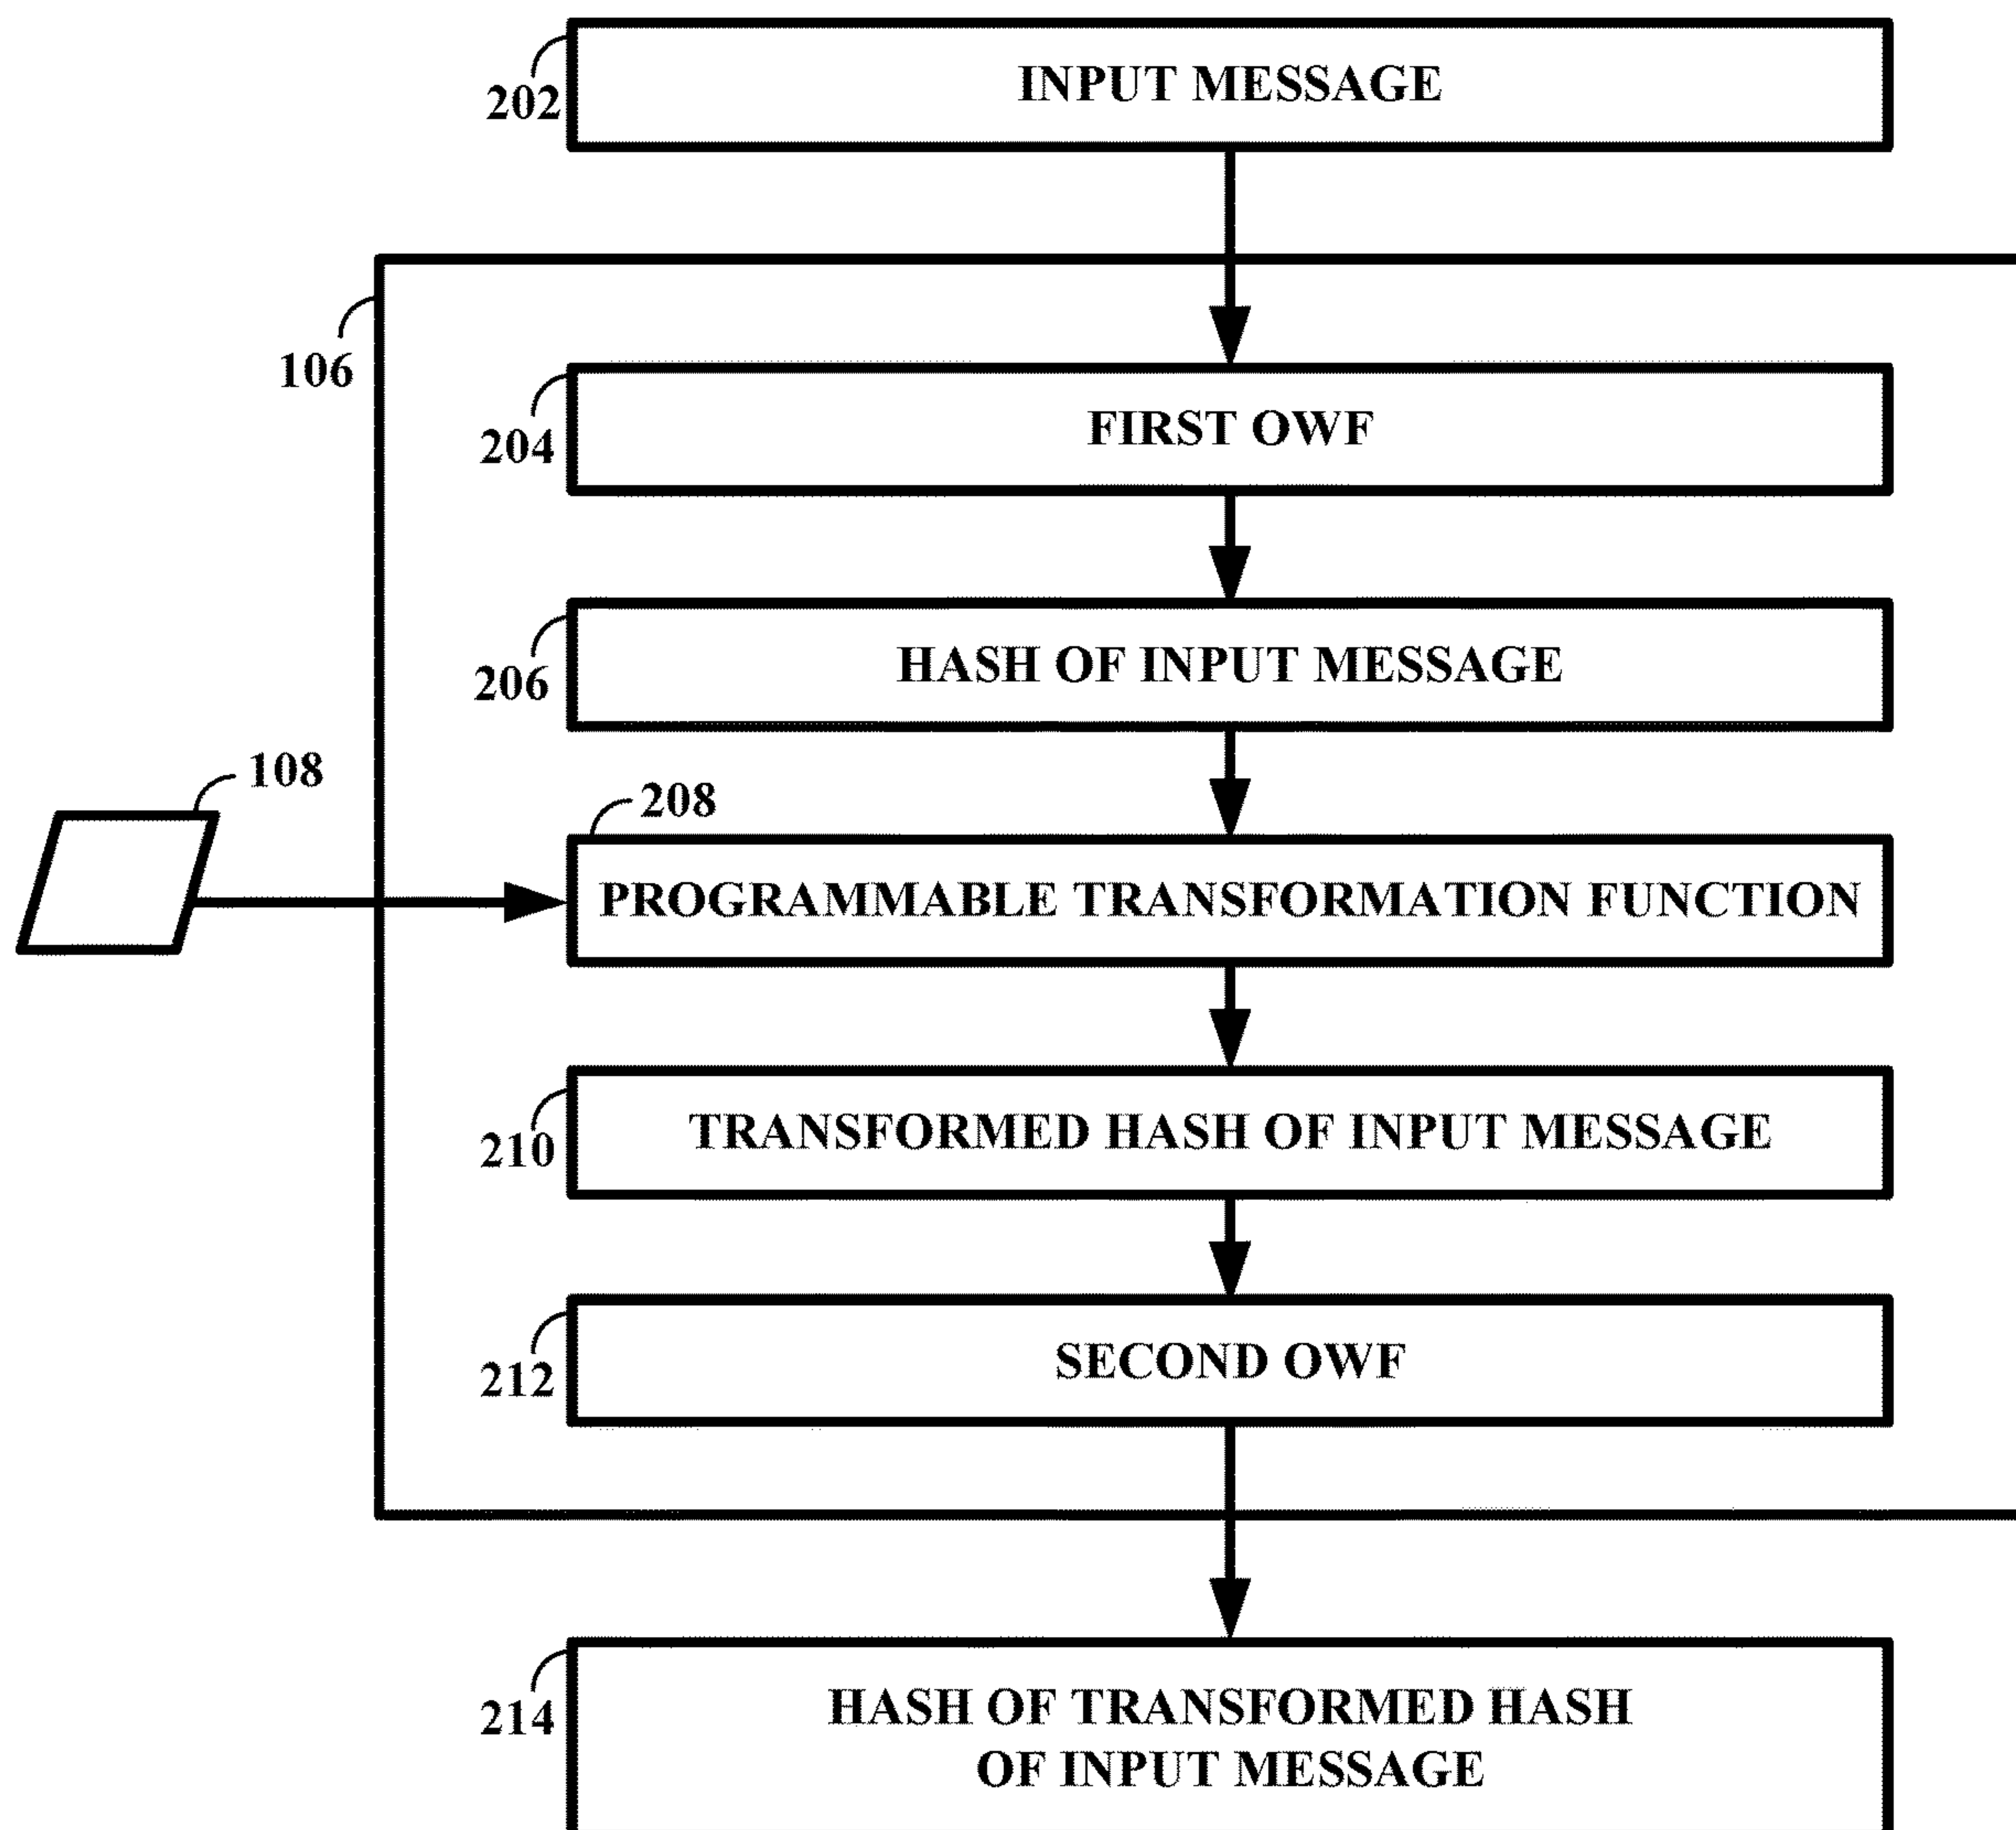 INPUT MESSAGE
202
106
FIRST OWF
204
HASH OF INPUT MESSAGE
206
108
208
PROGRAMMABLE TRANSFORMATION FUNCTION
TRANSFORMED HASH OF INPUT MESSAGE
210
SECOND OWF
212
HASH OF TRANSFORMED HASH
OF INPUT MESSAGE
214